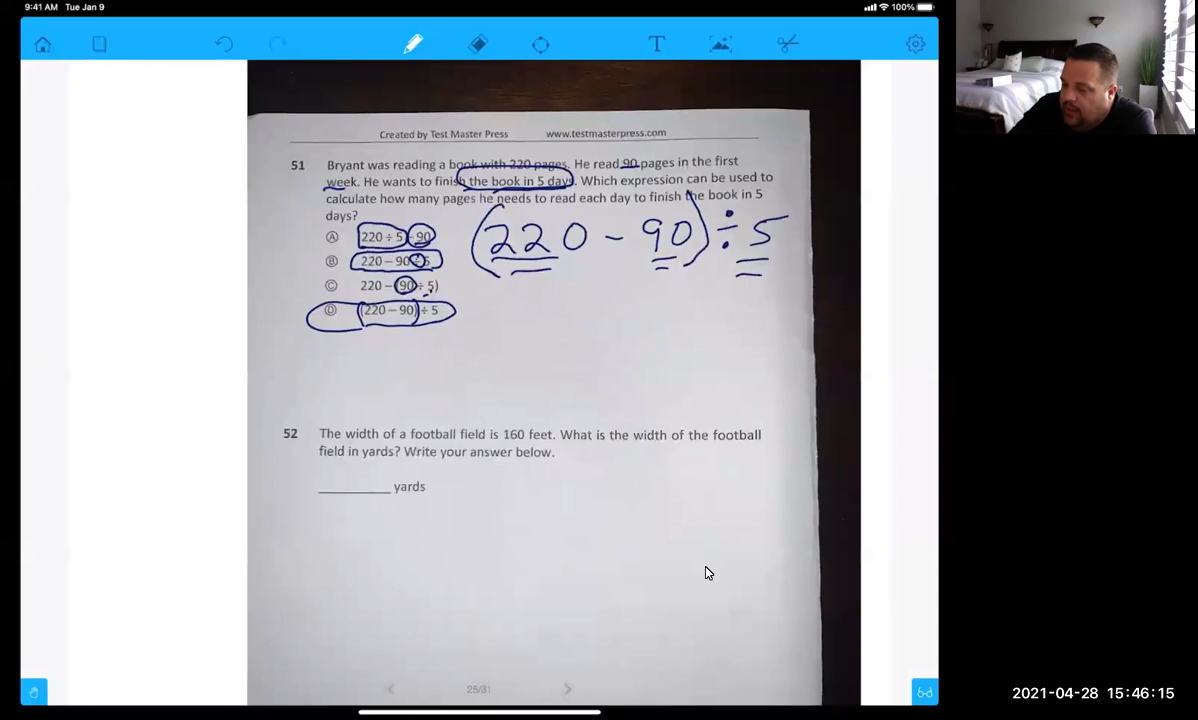 9:41 AM Tue Jan 9
100%
T
Created by Test Master Press www.testmasterpress.com
51 Bryant was reading a book with 220 pages. He read 90 pages in the first
week. He wants to finish the book in 5 days. Which expression can be used to
calculate how many pages he needs to read each day to finish the book in 5
days?
A 220 ÷ 5 - 90
B 220 – 90 ÷ 5
C 220 – (90 ÷ 5)
D (220 – 90) ÷ 5
(220 - 90) ÷ 5
52 The width of a football field is 160 feet. What is the width of the football
field in yards? Write your answer below.
yards
25/31
2021-04-28 15:46:15